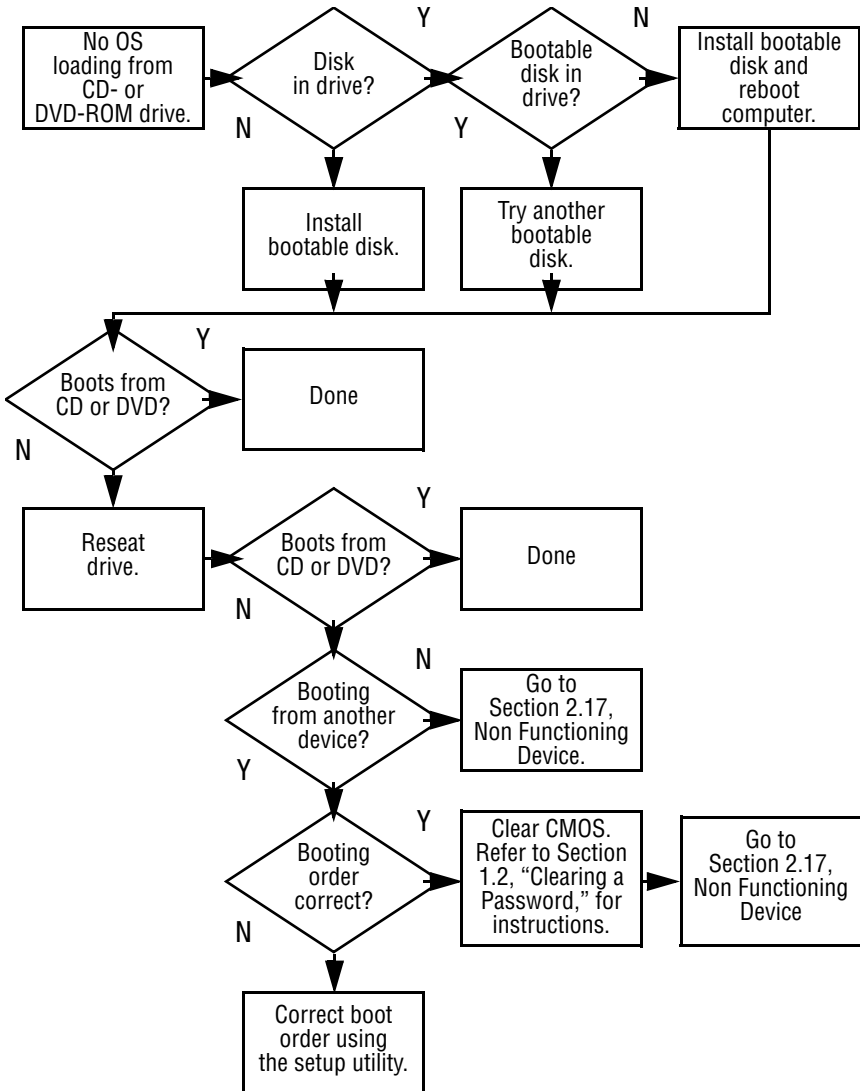 No OS
loading from
CD- or
DVD-ROM drive.
Disk
in drive?
Y
N
Bootable
disk in
drive?
N
Y
Install bootable
disk and
reboot
computer.
Install
bootable disk.
Try another
bootable
disk.
Boots from
CD or DVD?
Y
N
Done
Reseat
drive.
Boots from
CD or DVD?
Y
N
Done
Booting
from another
device?
N
Y
Go to
Section 2.17,
Non Functioning
Device.
Booting
order
correct?
Y
N
Clear CMOS.
Refer to Section
1.2, “Clearing a
Password,” for
instructions.
Go to
Section 2.17,
Non Functioning
Device
Correct boot
order using
the setup utility.